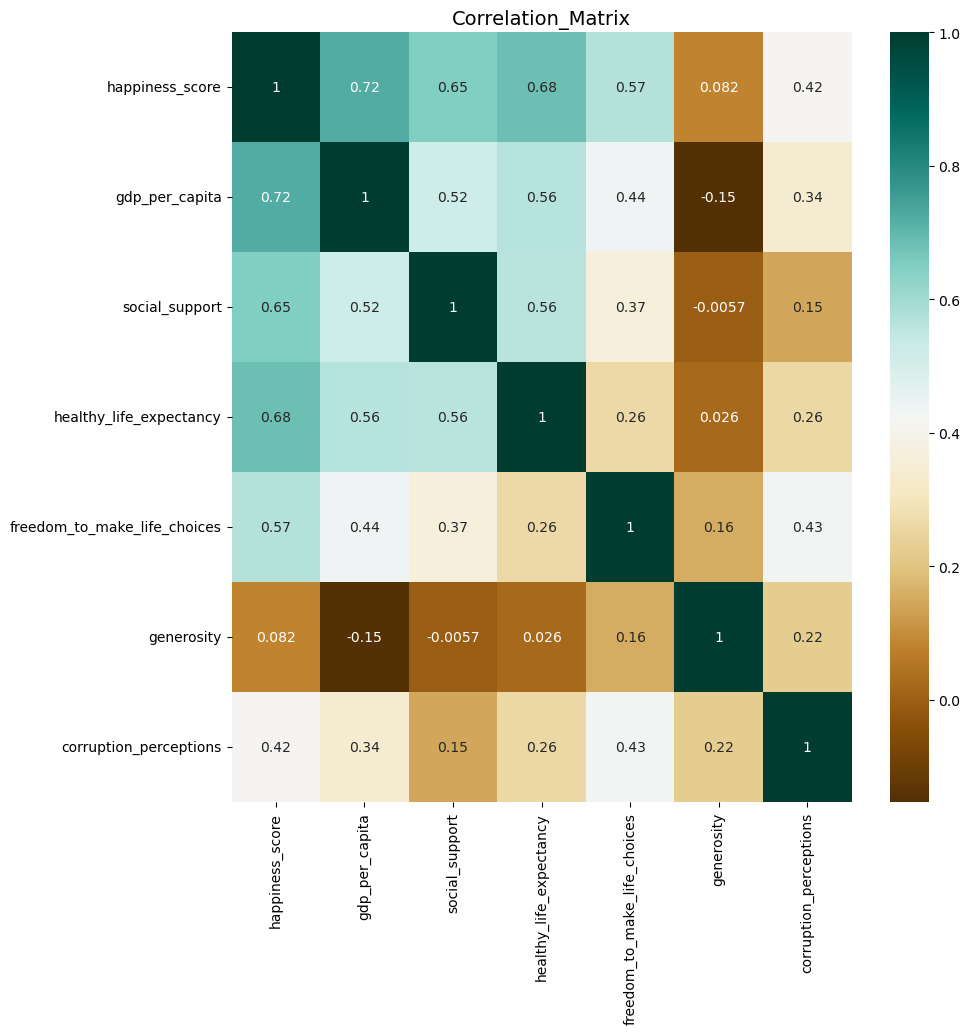 Correlation_Matrix
happiness_score 1 0.72 0.65 0.68 0.57 0.082 0.42
gdp_per_capita 0.72 1 0.52 0.56 0.44 -0.15 0.34
social_support 0.65 0.52 1 0.56 0.37 -0.0057 0.15
healthy_life_expectancy 0.68 0.56 0.56 1 0.26 0.026 0.26
freedom_to_make_life_choices 0.57 0.44 0.37 0.26 1 0.16 0.43
generosity 0.082 -0.15 -0.0057 0.026 0.16 1 0.22
corruption_perceptions 0.42 0.34 0.15 0.26 0.43 0.22 1
happiness_score
gdp_per_capita
social_support
healthy_life_expectancy
freedom_to_make_life_choices
generosity
corruption_perceptions
1.0
0.8
0.6
0.4
0.2
0.0